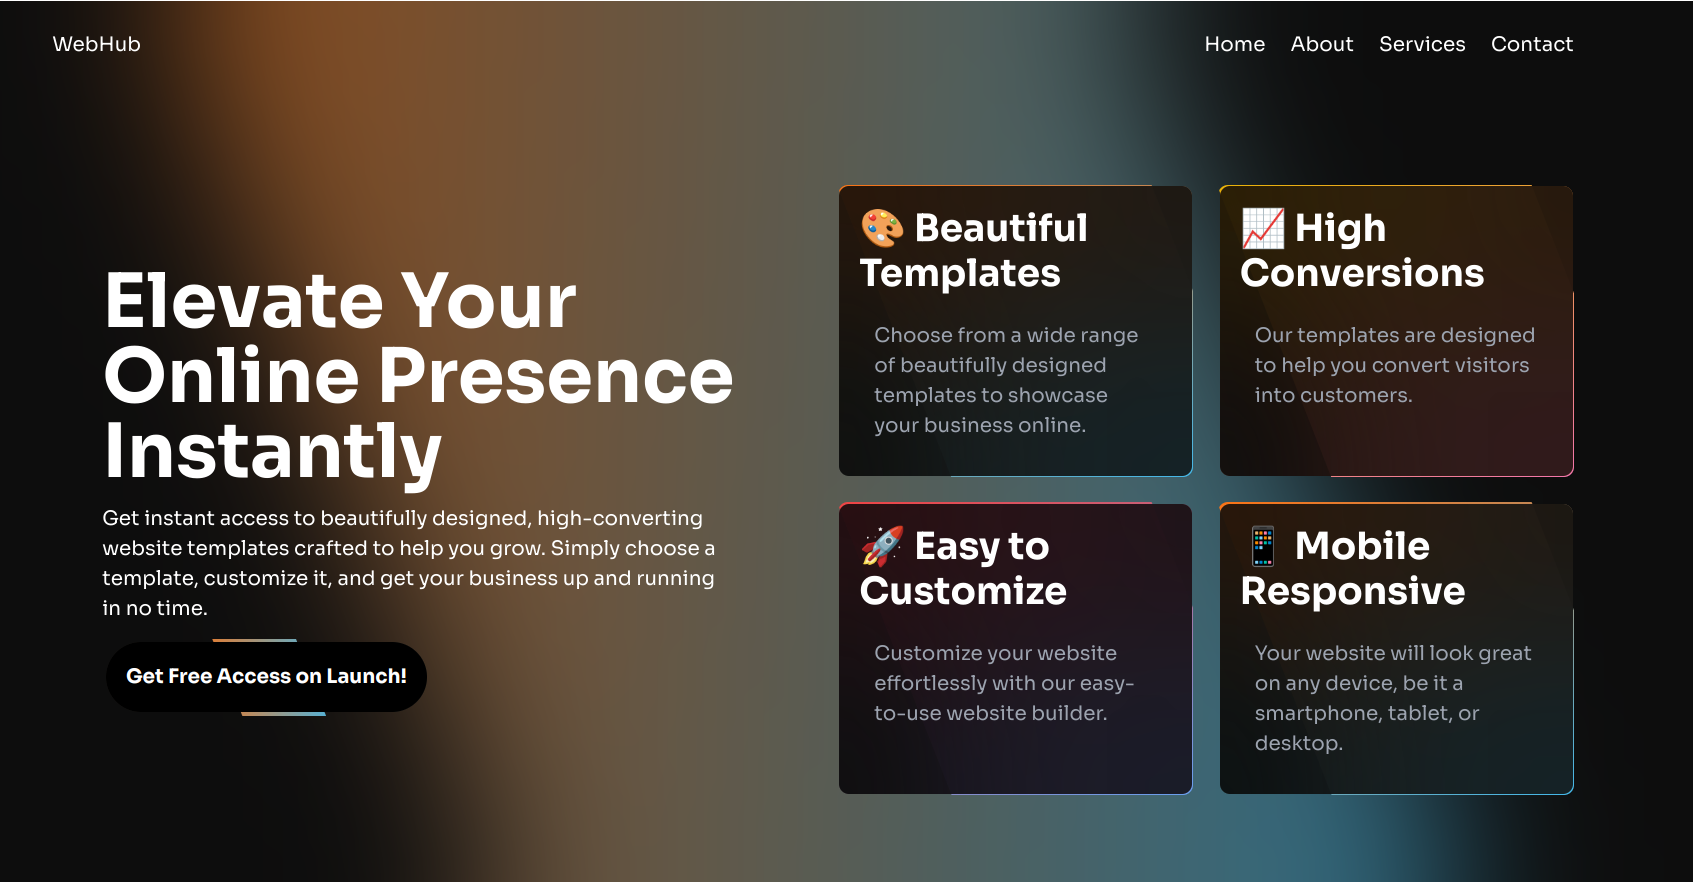 WebHub
Home About Services Contact
Elevate Your
Online Presence
Instantly
Get instant access to beautifully designed, high-converting
website templates crafted to help you grow. Simply choose a
template, customize it, and get your business up and running
in no time.
Get Free Access on Launch!
🎨 Beautiful
Templates
Choose from a wide range
of beautifully designed
templates to showcase
your business online.
📈 High
Conversions
Our templates are designed
to help you convert visitors
into customers.
🚀 Easy to
Customize
Customize your website
effortlessly with our easy-
to-use website builder.
📱 Mobile
Responsive
Your website will look great
on any device, be it a
smartphone, tablet, or
desktop.